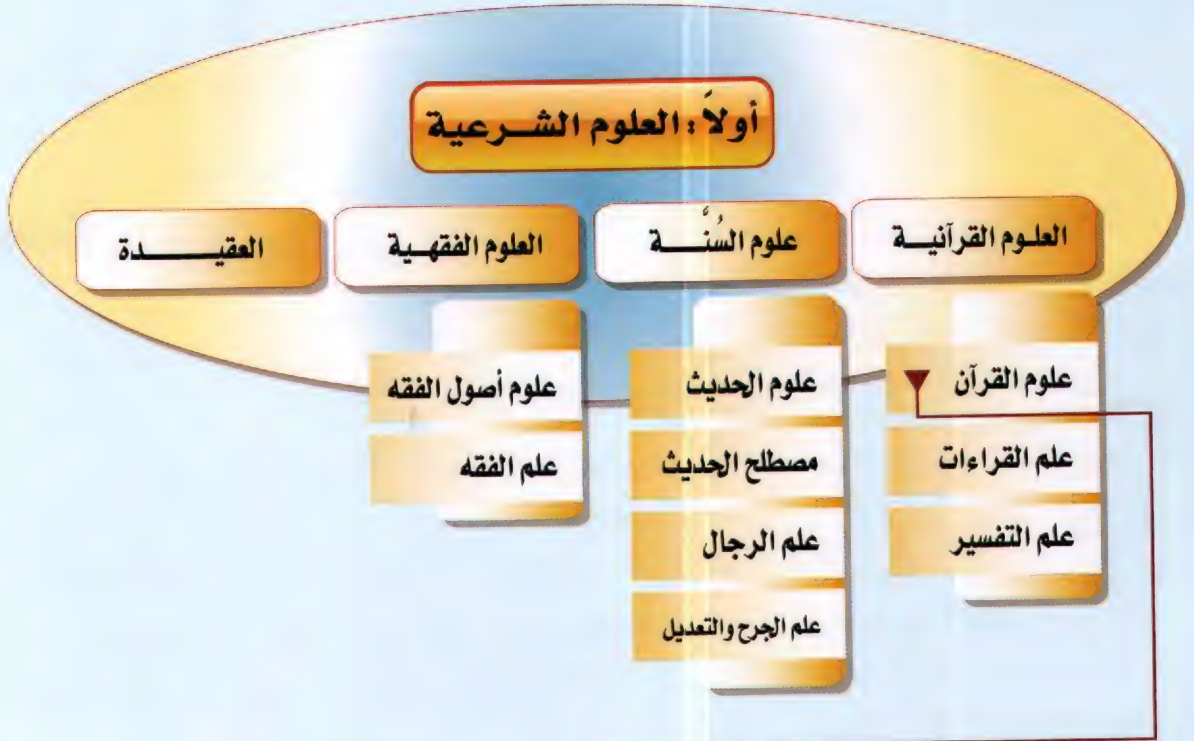 أولاً : العلوم الشرعية
العلوم القرآنية
علوم السُنَّة
العلوم الفقهية
العقيدة
علوم القرآن
علم القراءات
علم التفسير
علوم الحديث
مصطلح الحديث
علم الرجال
علم الجرح والتعديل
علوم أصول الفقه
علم الفقه